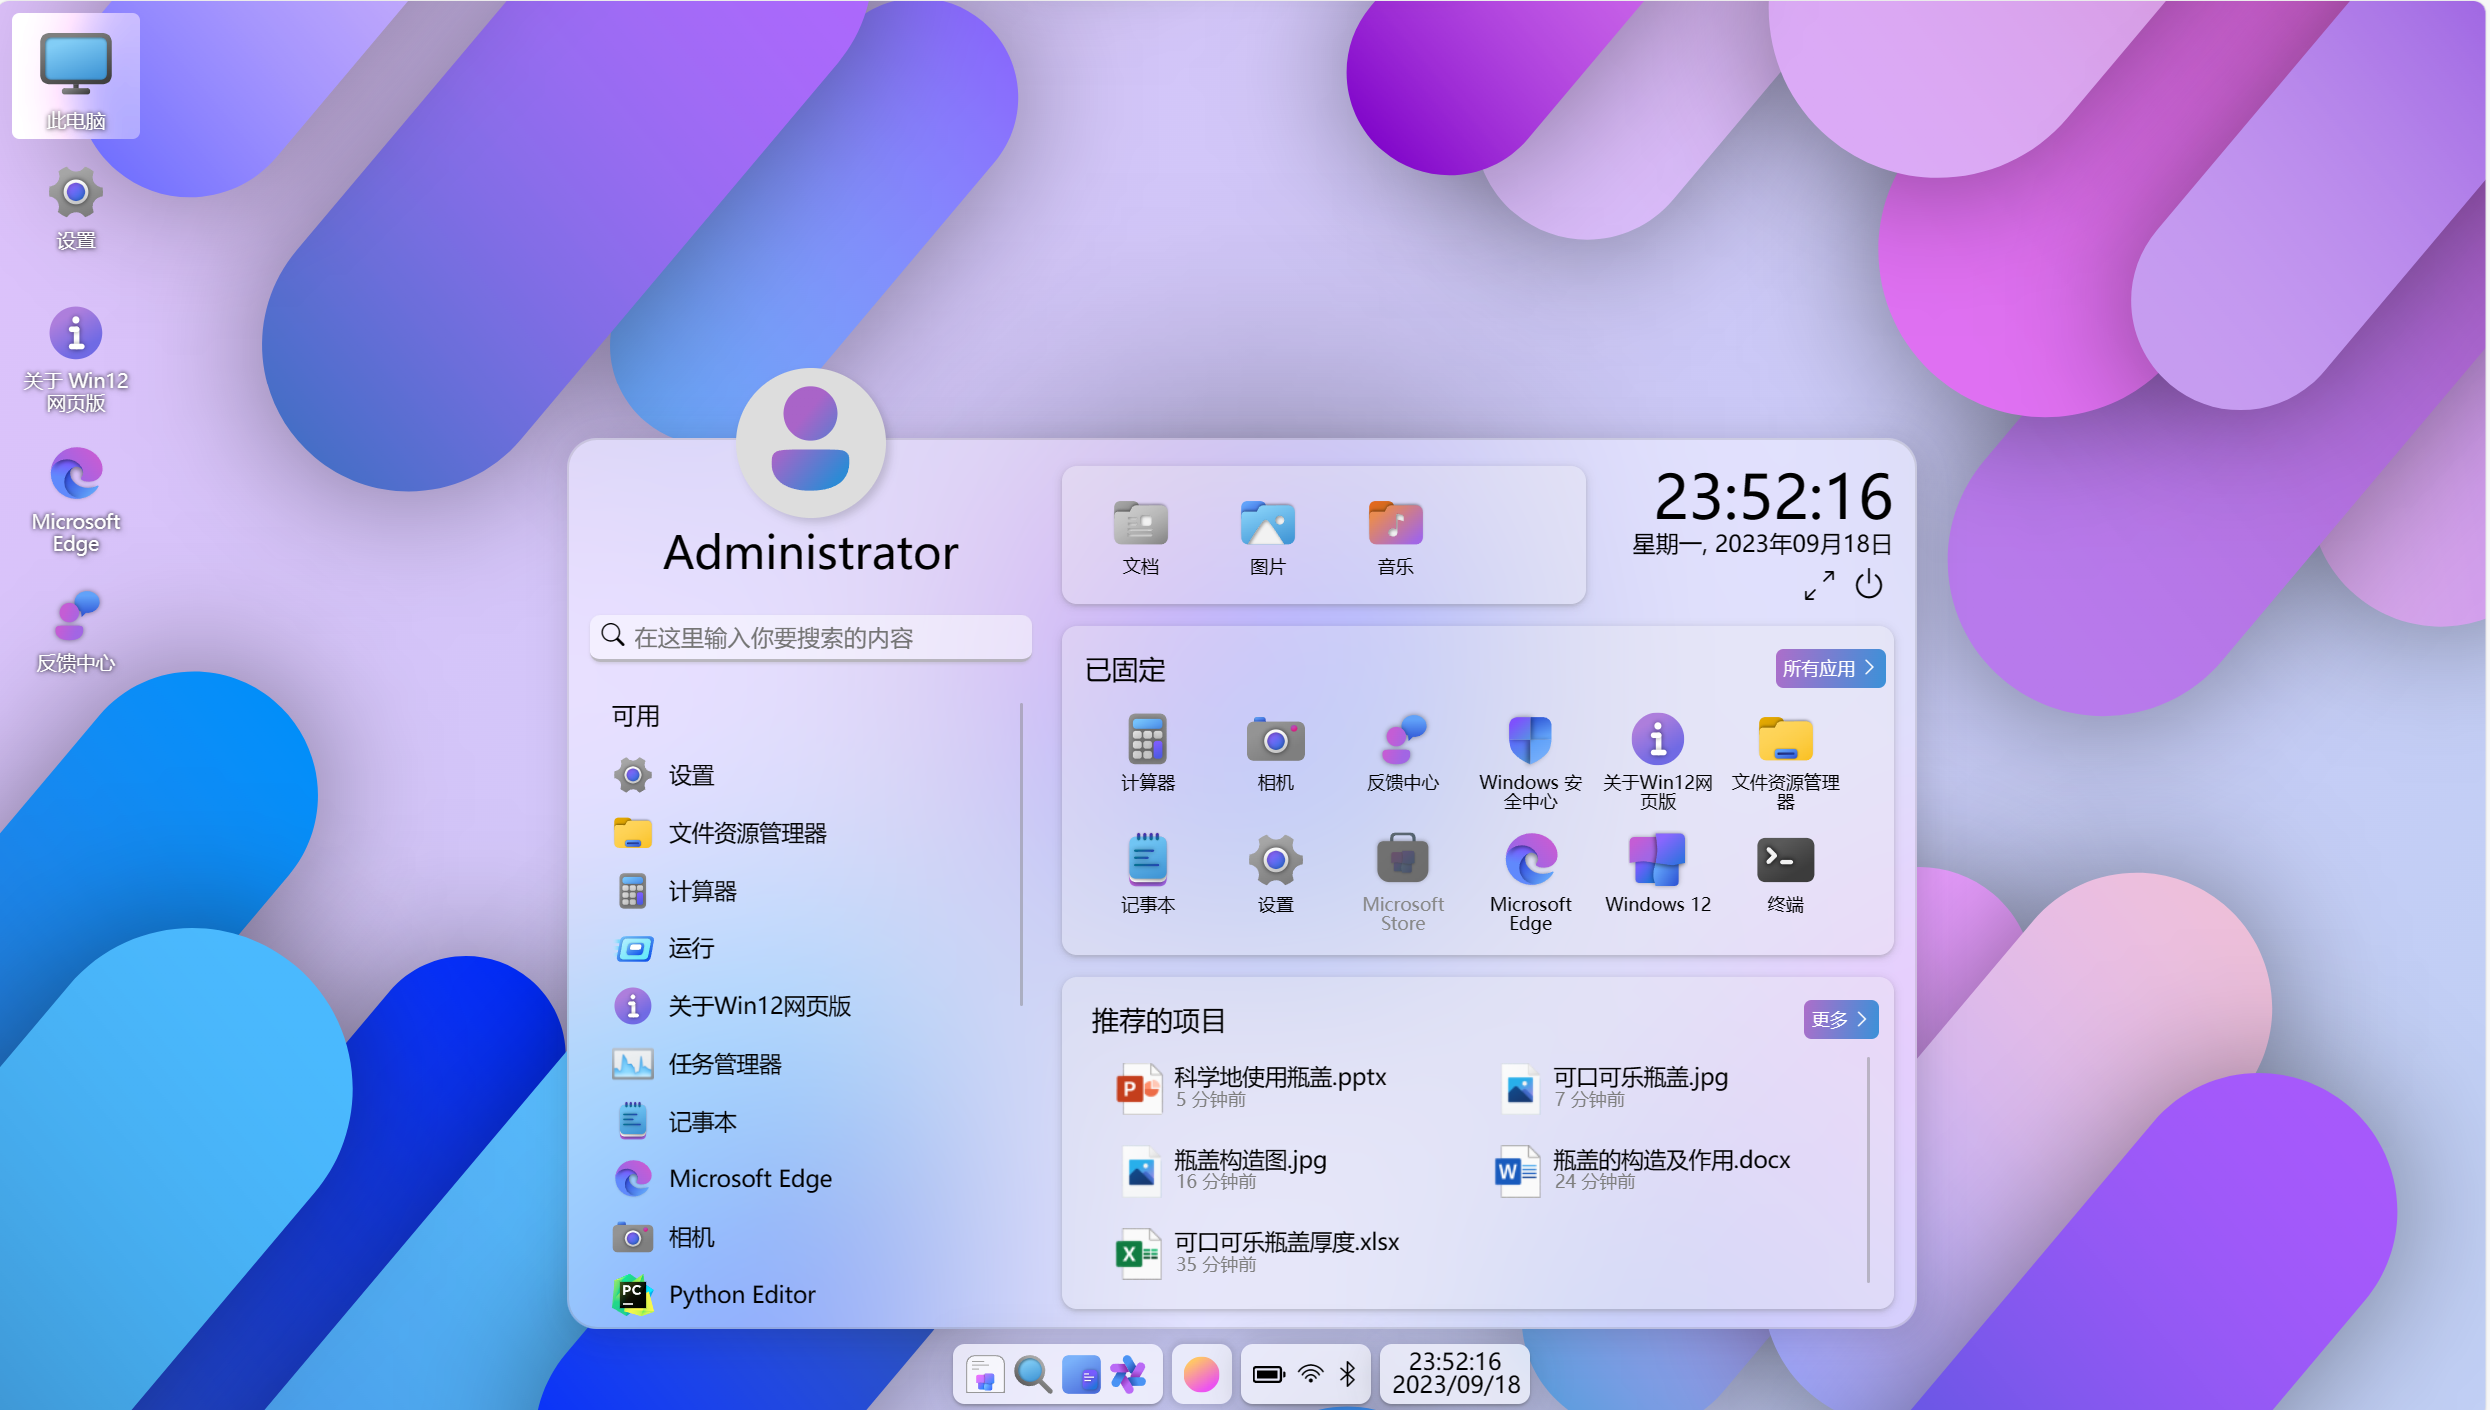 此电脑
设置
关于 Win12
网页版
Microsoft
Edge
反馈中心
Administrator
在这里输入你要搜索的内容
可用
设置
文件资源管理器
计算器
运行
关于Win12网页版
任务管理器
记事本
Microsoft Edge
相机
PC
Python Editor
文档
图片
音乐
23:52:16
星期一, 2023年09月18日
已固定
所有应用
计算器
相机
反馈中心
Windows 安
全中心
关于Win12网
页版
文件资源管理
器
记事本
设置
Microsoft
Store
Microsoft
Edge
Windows 12
终端
推荐的项目
更多
P
科学地使用瓶盖.pptx
5 分钟前
可口可乐瓶盖.jpg
7 分钟前
瓶盖构造图.jpg
16 分钟前
W
瓶盖的构造及作用.docx
24 分钟前
X
可口可乐瓶盖厚度.xlsx
35 分钟前
23:52:16
2023/09/18